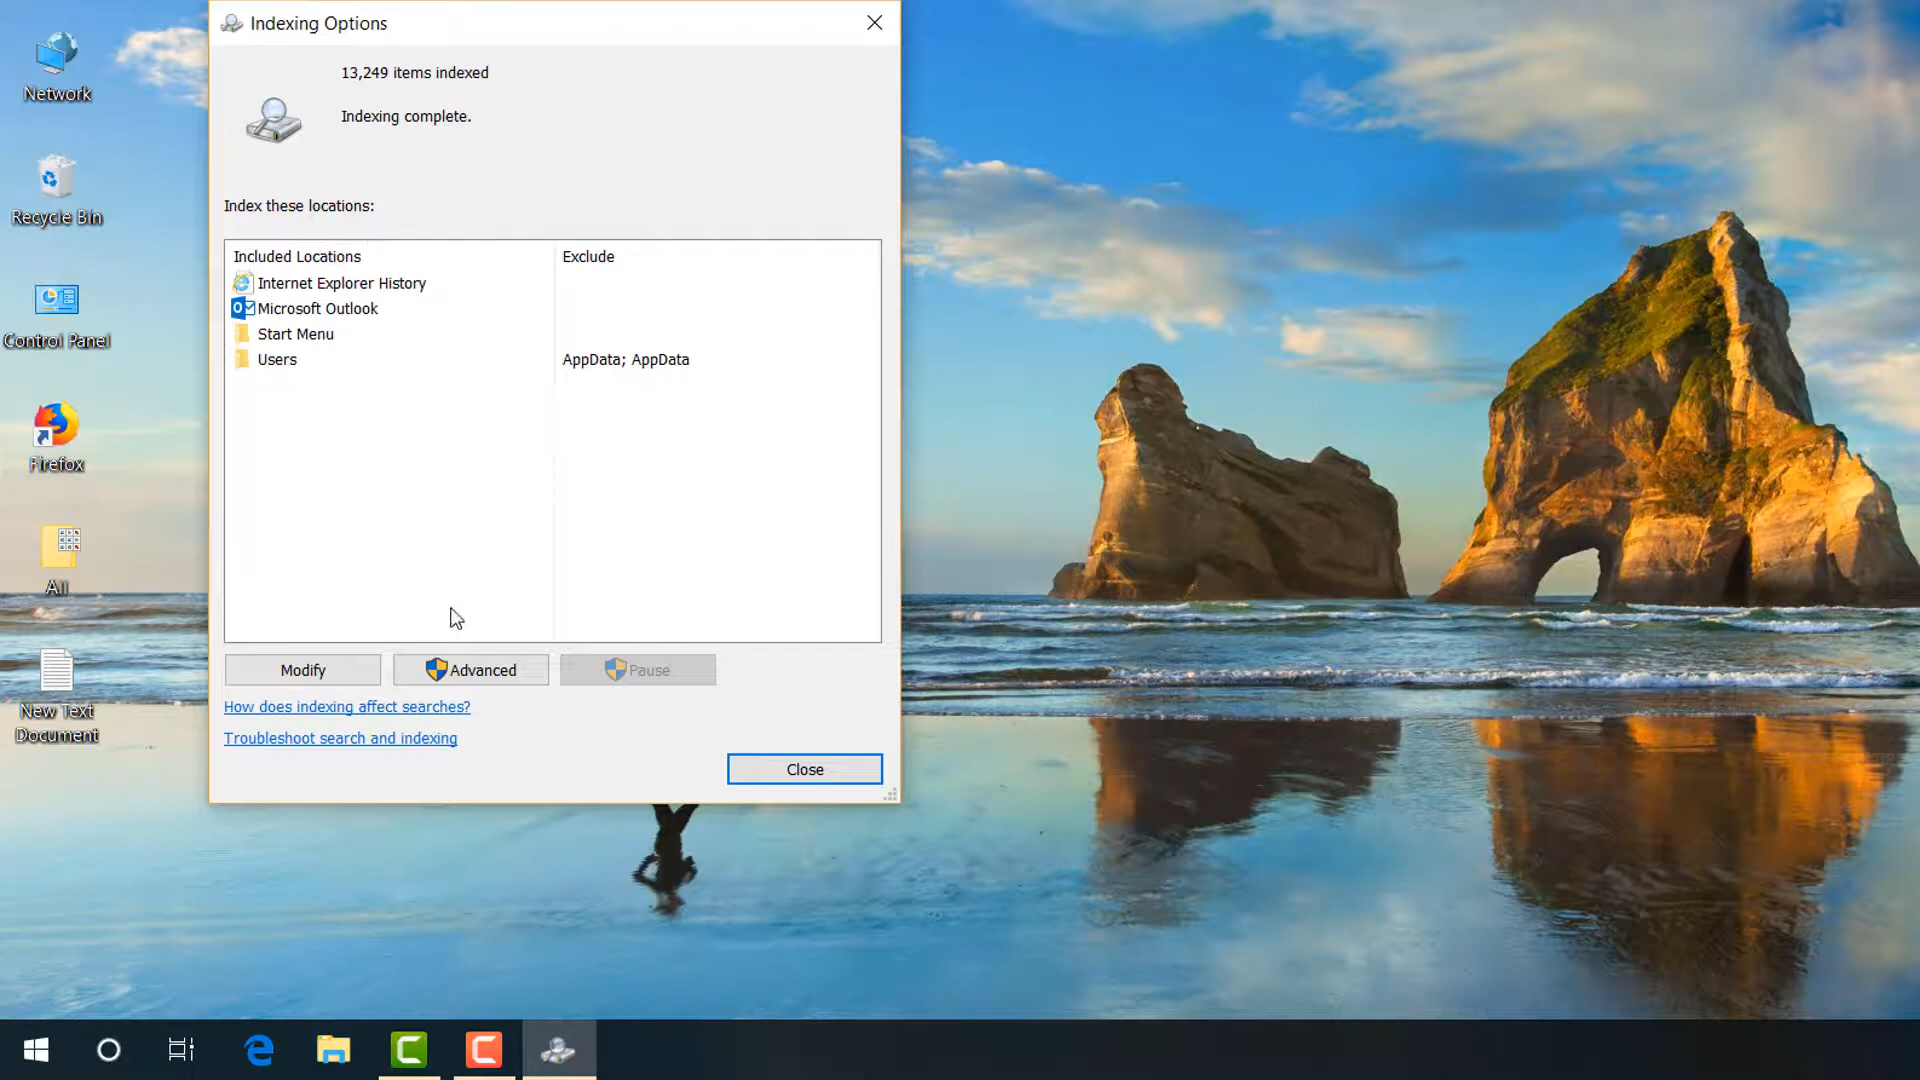 Indexing Options
13,249 items indexed
Indexing complete.
Index these locations:
Included Locations
Exclude
Internet Explorer History
Microsoft Outlook
Start Menu
Users
AppData; AppData
Modify
Advanced
Pause
How does indexing affect searches?
Troubleshoot search and indexing
Close
Network
Recycle Bin
Control Panel
Firefox
All
New Text
Document